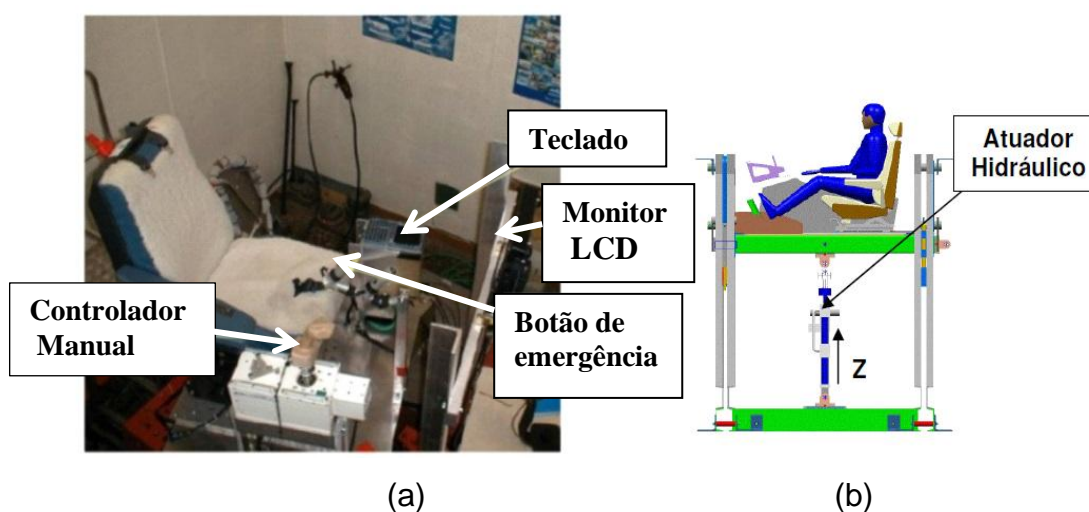 Teclado
Monitor
LCD
Controlador
Manual
Botão de
emergência
Atuador
Hidráulico
Z
(a)
(b)